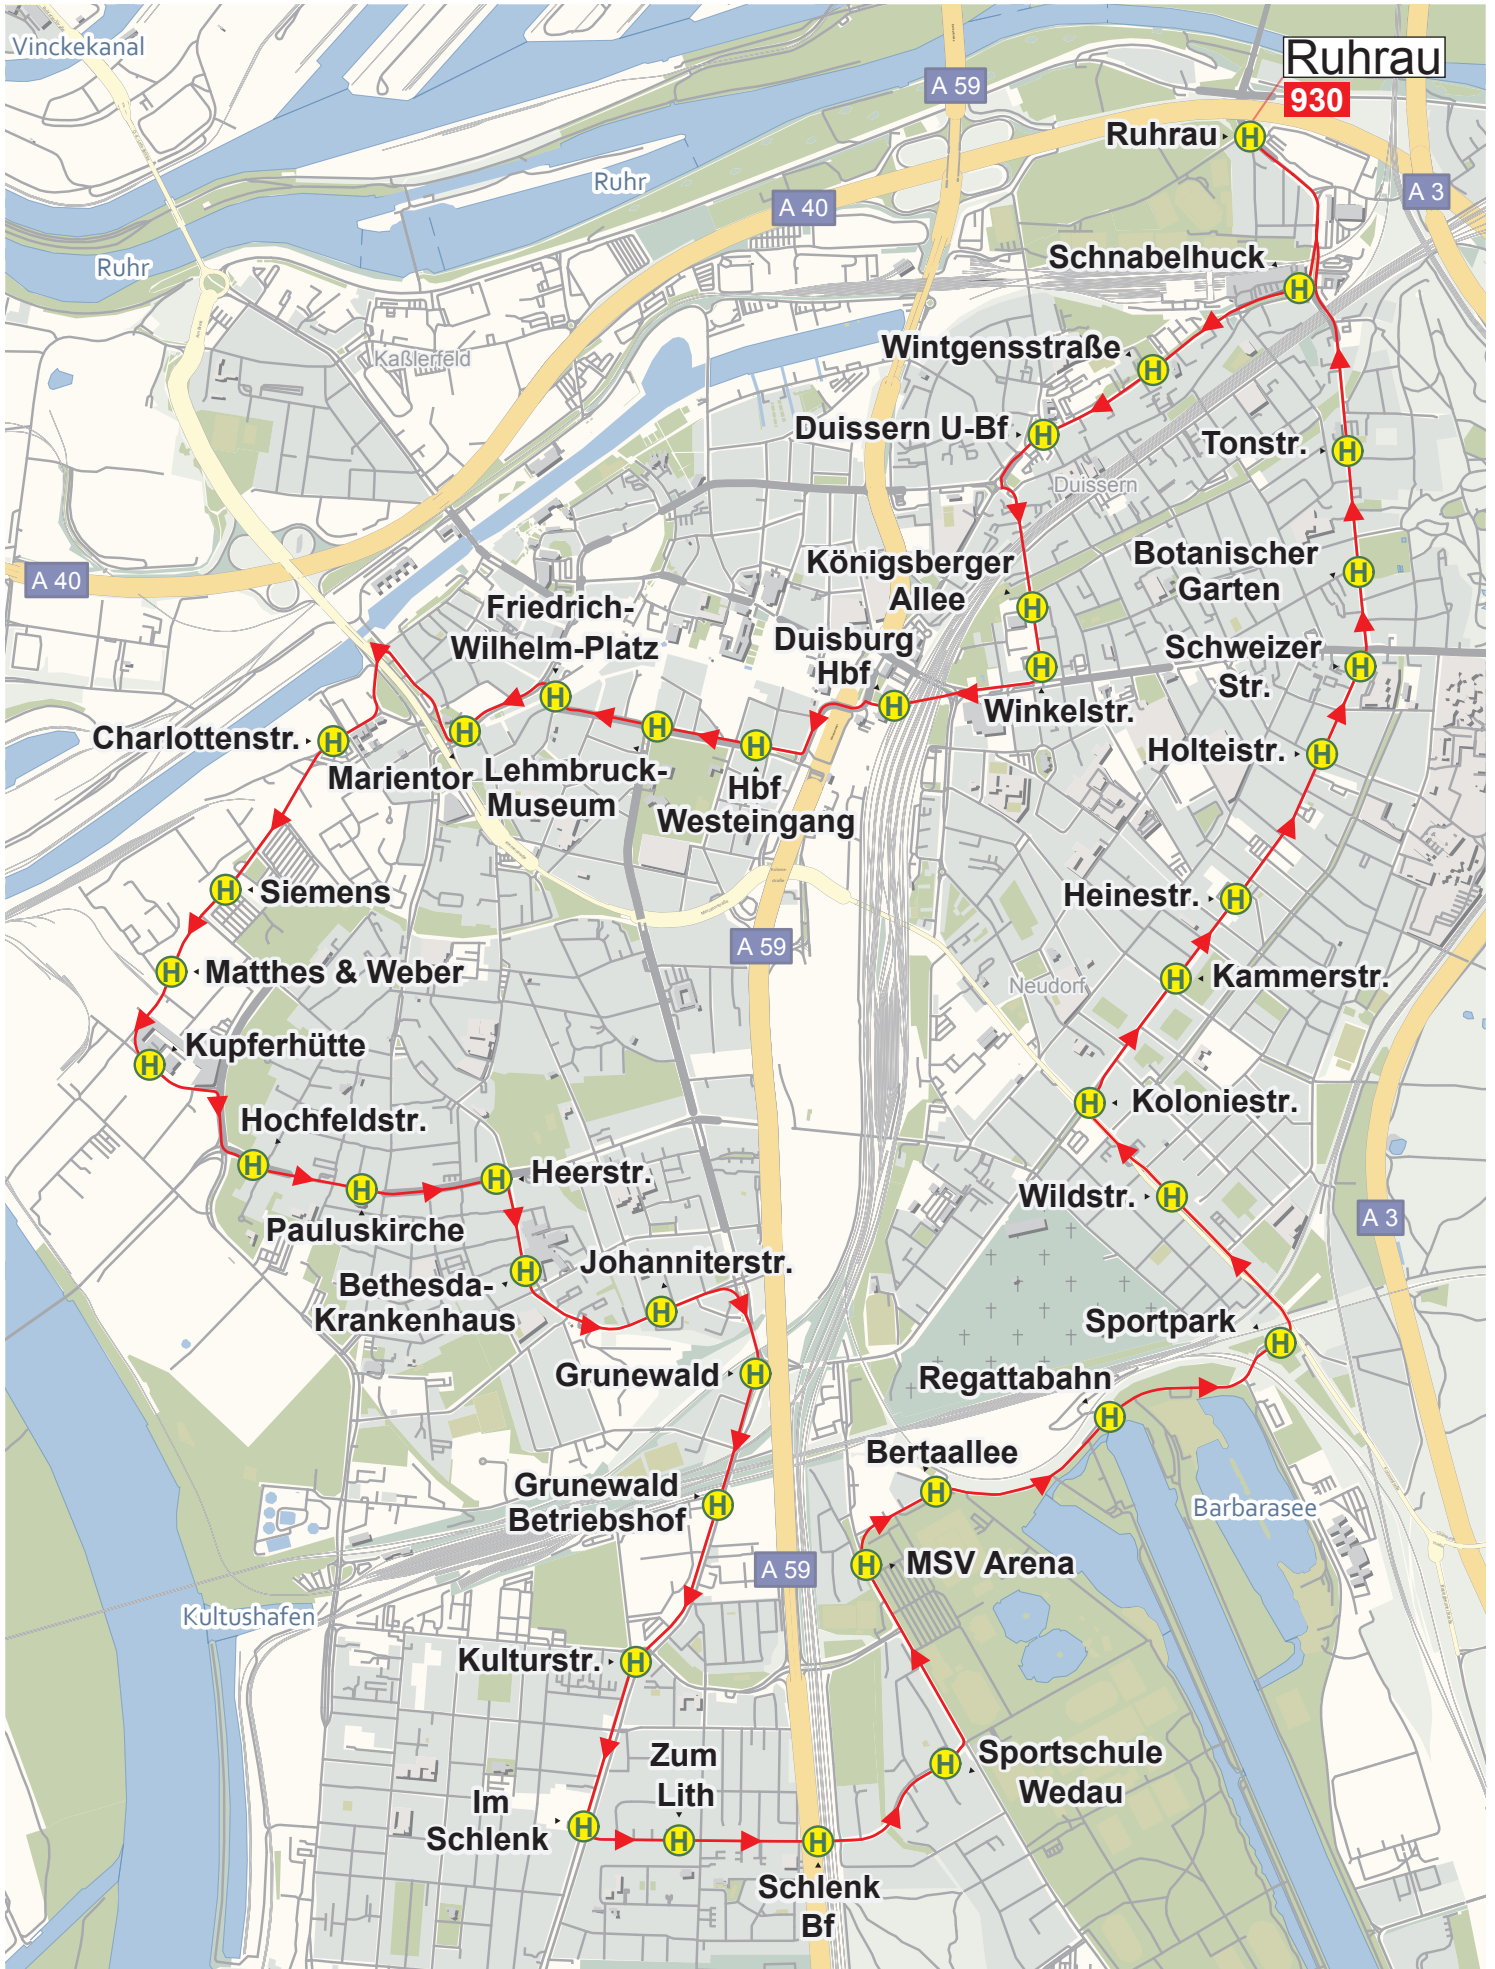 Vinckekanal
Ruhrau
930
A 59
Ruhrau
Ruhr
A 3
A 40
Schnabelhuck
Ruhr
Wintgensstraße
Kaßlerfeld
Duissern U-Bf
Tonstr.
Duissern
Königsberger
Allee
Botanischer
Garten
A 40
Friedrich-
Wilhelm-Platz
Duisburg
Hbf
Schweizer
Str.
Winkelstr.
Charlottenstr.
Marientor
Lehmbruck-
Museum
Hbf
Westeingang
Holteistr.
Siemens
Heinestr.
A 59
Matthes & Weber
Neudorf
Kammerstr.
Kupferhütte
Hochfeldstr.
Koloniestr.
Heerstr.
Wildstr.
Pauluskirche
A 3
Johanniterstr.
Bethesda-
Krankenhaus
Sportpark
Grunewald
Regattabahn
Bertaallee
Grunewald
Betriebshof
Barbarasee
MSV Arena
A 59
Kultushafen
Kulturstr.
Zum
Lith
Sportschule
Wedau
Im
Schlenk
Schlenk
Bf